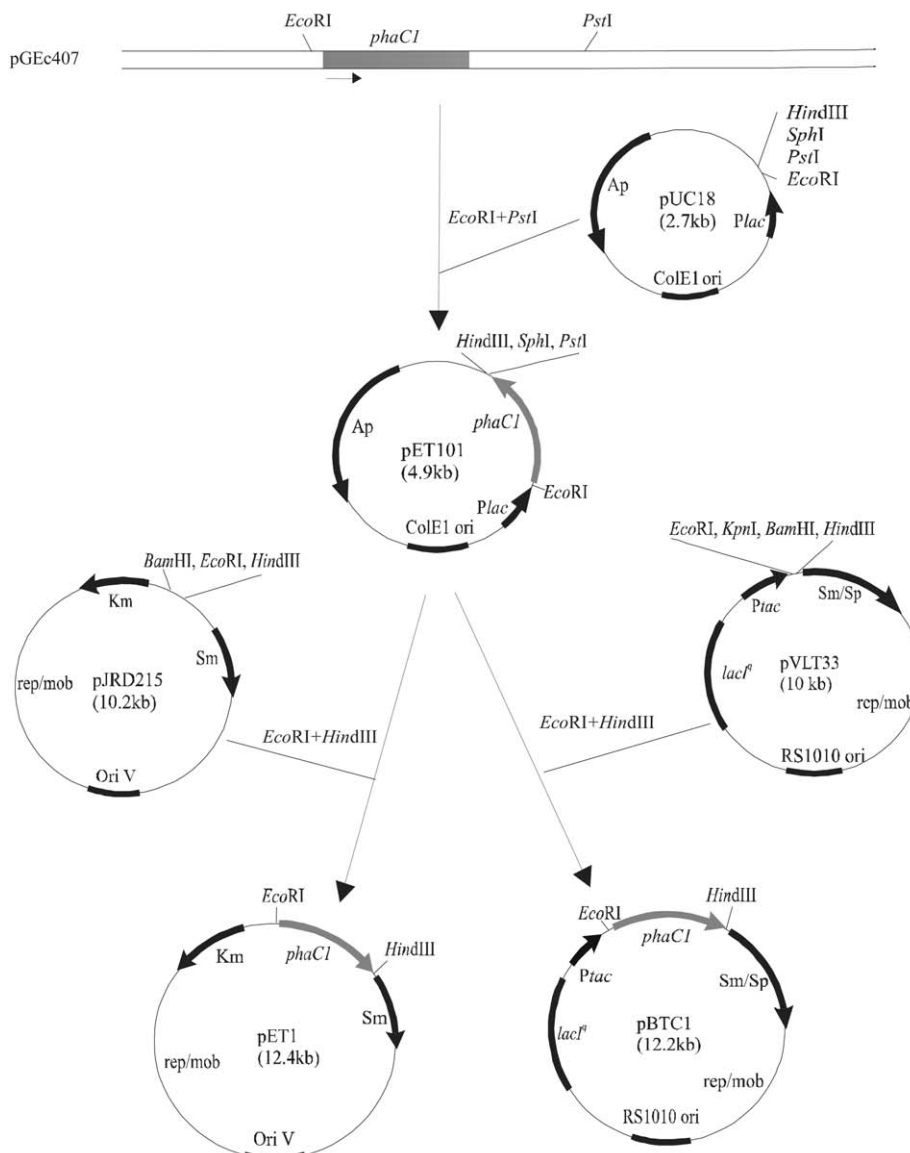 EcoRI
phaC1
PstI
pGEc407
HindIII
SphI
PstI
EcoRI
Ap
pUC18
(2.7kb)
Plac
ColE1 ori
EcoRI+PstI
HindIII, SphI, PstI
Ap
phaC1
pET101
(4.9kb)
EcoRI
Plac
ColE1 ori
BamHI, EcoRI, HindIII
Km
Sm
rep/mob
pJRD215
(10.2kb)
Ori V
EcoRI+HindIII
EcoRI, KpnI, BamHI, HindIII
Ptac
Sm/Sp
lacIq
pVLT33
(10 kb)
rep/mob
RS1010 ori
EcoRI+HindIII
EcoRI
Km
phaC1
HindIII
Sm
pET1
(12.4kb)
rep/mob
Ori V
EcoRI
phaC1
HindIII
Ptac
Sm/Sp
lacIq
pBTC1
(12.2kb)
rep/mob
RS1010 ori